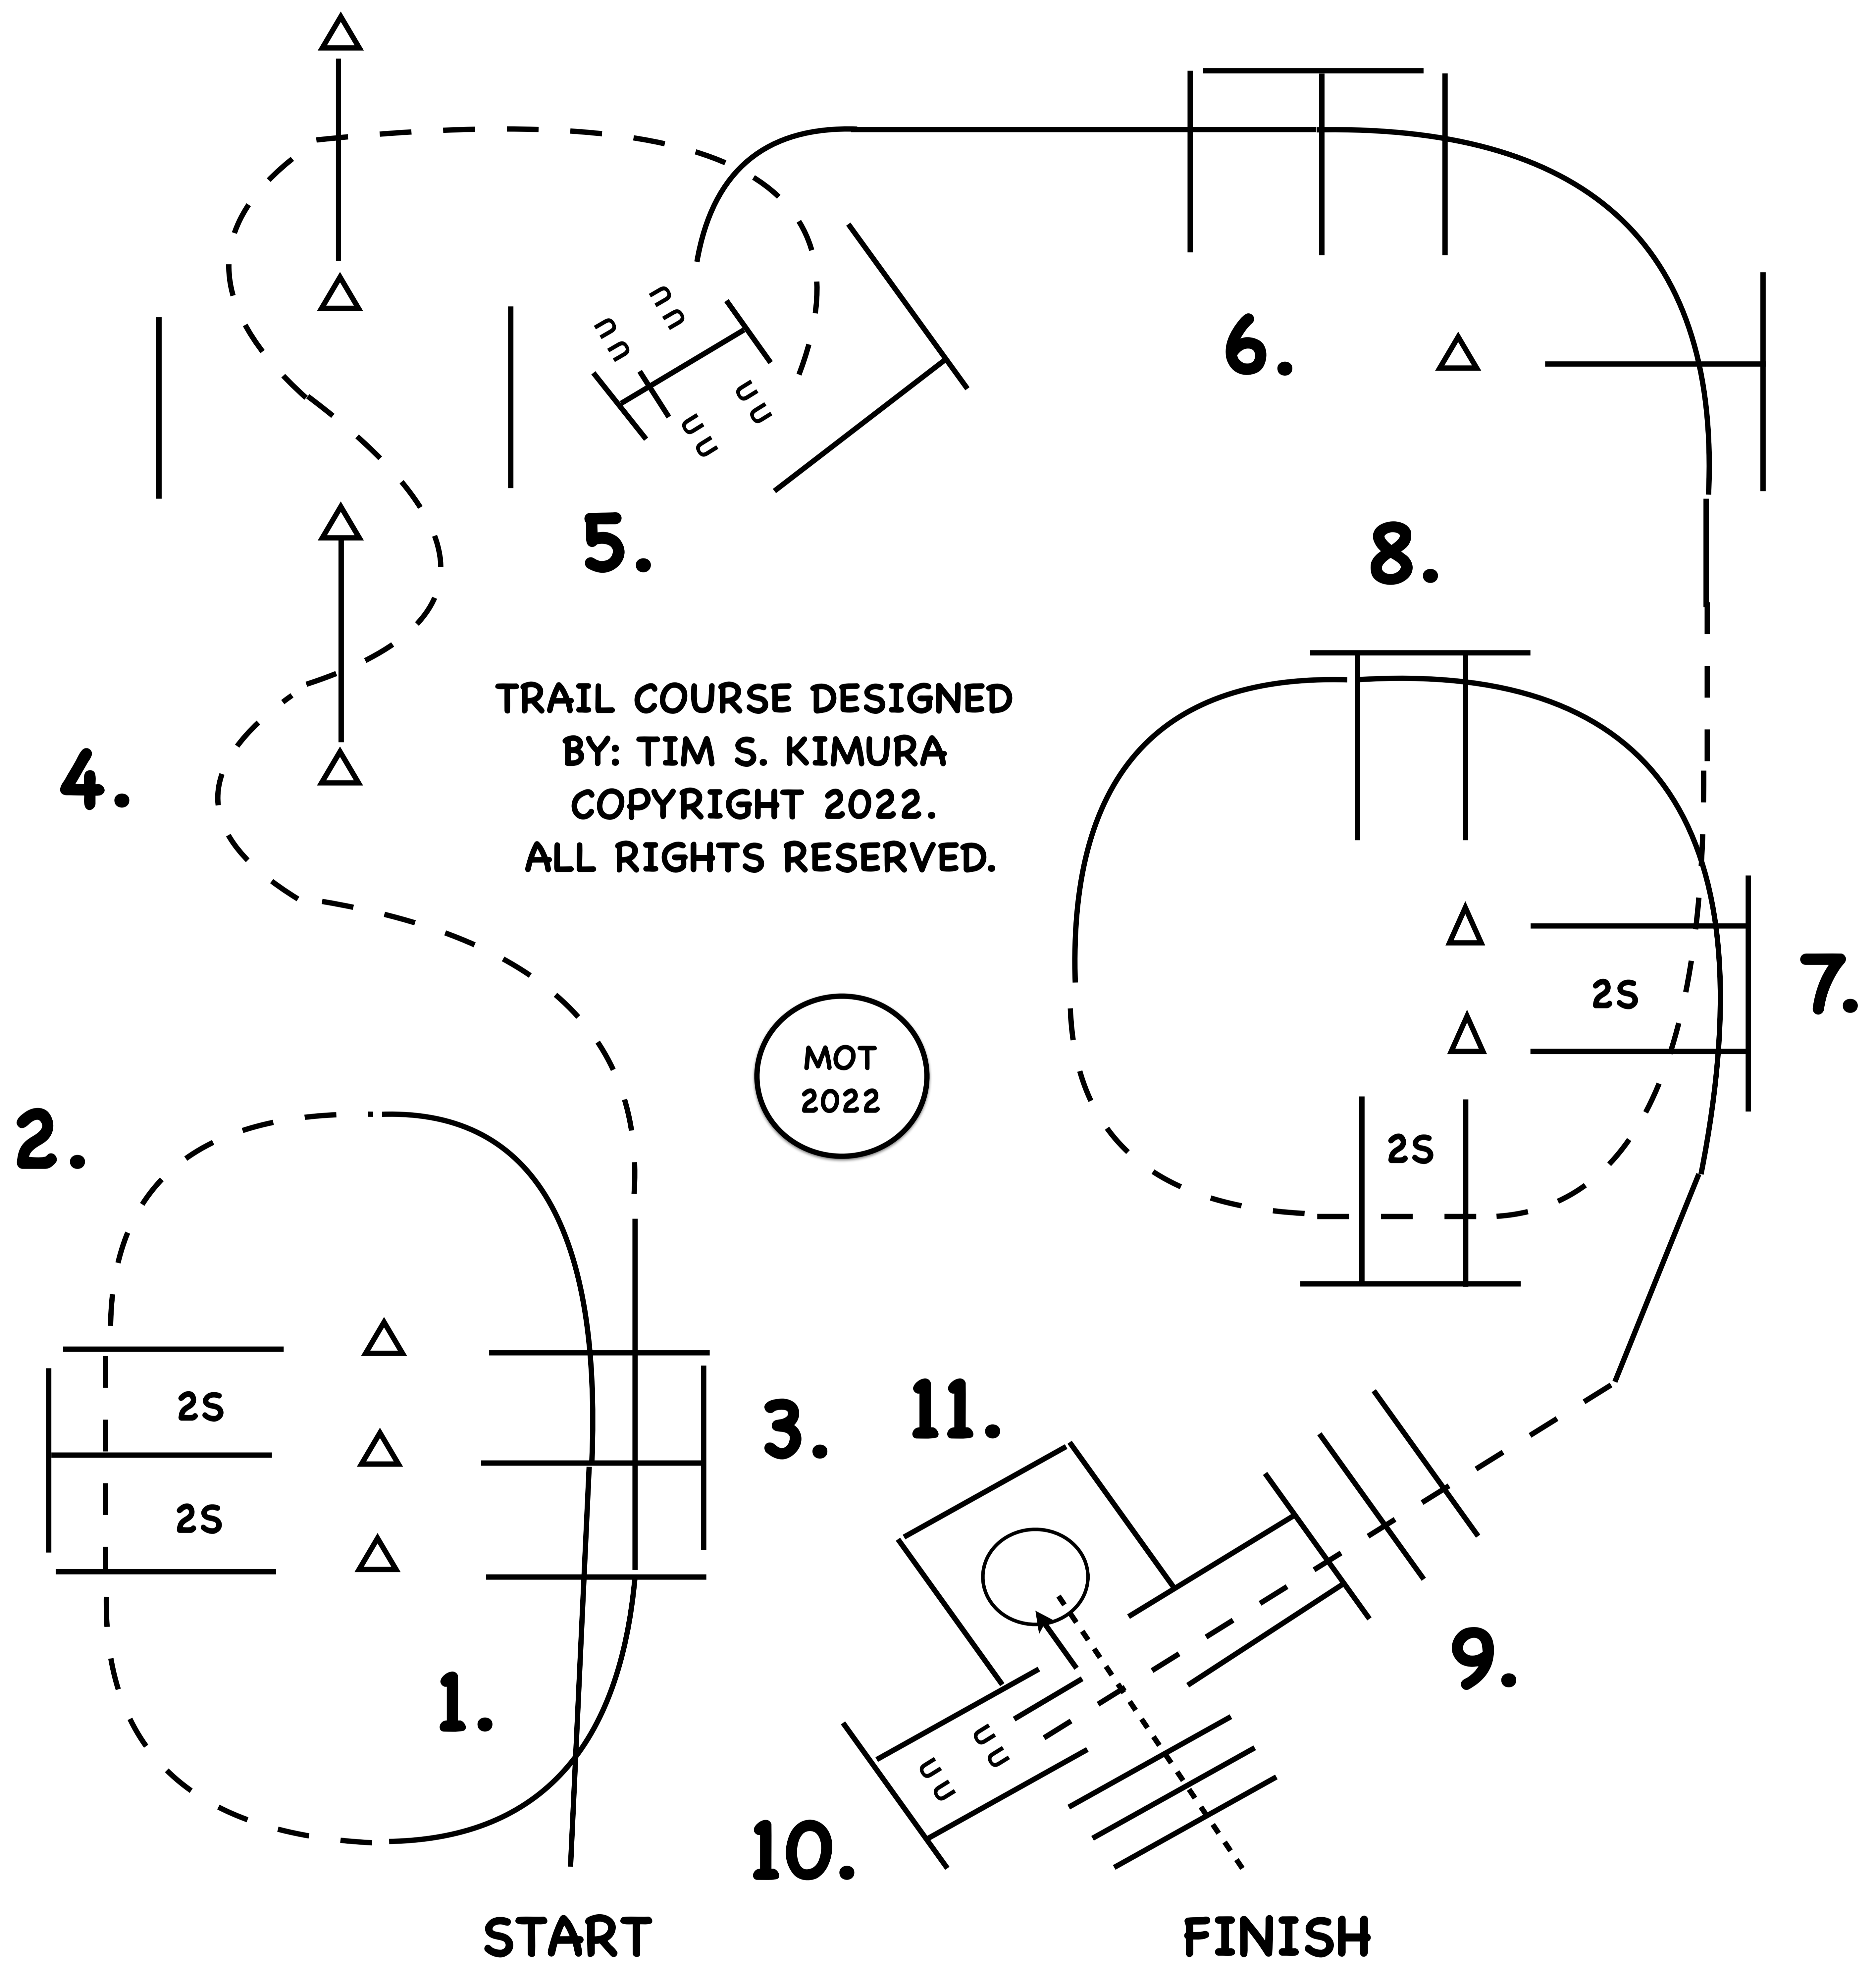 6.
5.
8.
TRAIL COURSE DESIGNED
BY: TIM S. KIMURA
COPYRIGHT 2022.
ALL RIGHTS RESERVED.
4.
7.
2S
MOT
2022
2.
2S
3.
11.
2S
2S
1.
9.
10.
START
FINISH